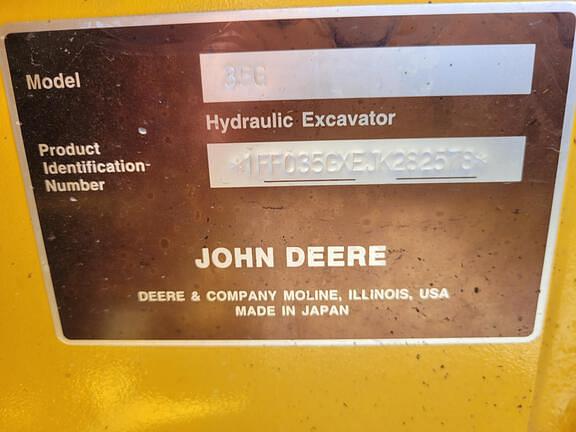 Model 35G
Hydraulic Excavator
Product
Identification
Number
*1FF035GXEJK282578*
JOHN DEERE
DEERE & COMPANY MOLINE, ILLINOIS, USA
MADE IN JAPAN